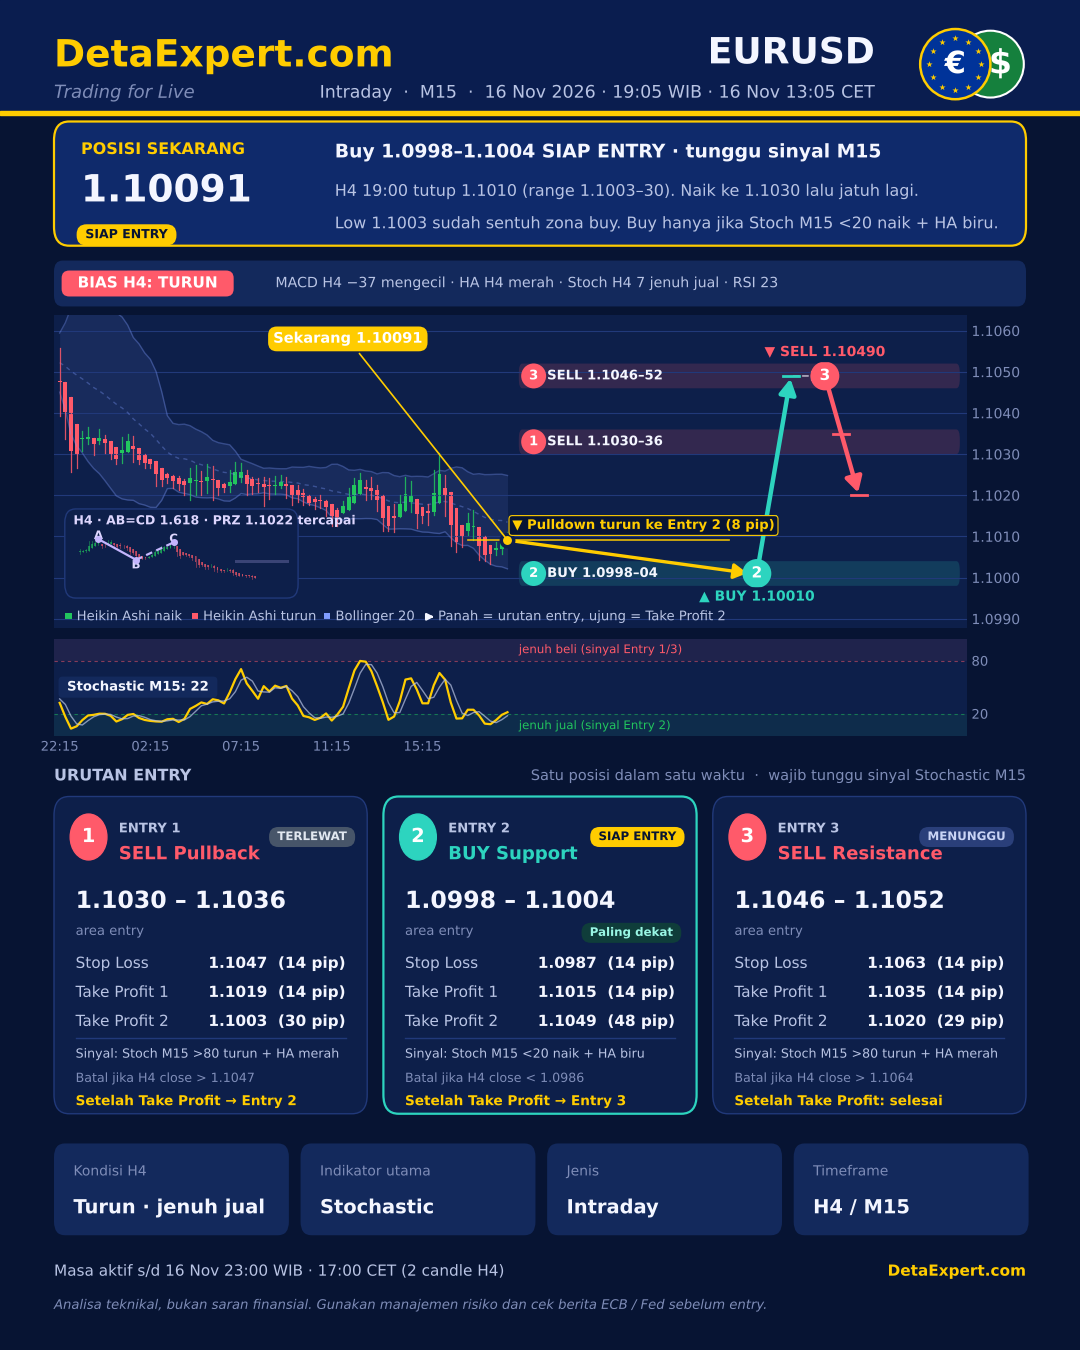 DetaExpert.com
Trading for Live
EURUSD
Intraday · M15 · 16 Nov 2026 · 19:05 WIB · 16 Nov 13:05 CET
€ $
POSISI SEKARANG
1.10091
SIAP ENTRY
Buy 1.0998–1.1004 SIAP ENTRY · tunggu sinyal M15
H4 19:00 tutup 1.1010 (range 1.1003–30). Naik ke 1.1030 lalu jatuh lagi.
Low 1.1003 sudah sentuh zona buy. Buy hanya jika Stoch M15 <20 naik + HA biru.
BIAS H4: TURUN
MACD H4 −37 mengecil · HA H4 merah · Stoch H4 7 jenuh jual · RSI 23
Sekarang 1.10091
▼ SELL 1.10490
3 SELL 1.1046–52
3
1 SELL 1.1030–36
▼ Pulldown turun ke Entry 2 (8 pip)
2 BUY 1.0998–04
2
▲ BUY 1.10010
1.1060
1.1050
1.1040
1.1030
1.1020
1.1010
1.1000
1.0990
H4 · AB=CD 1.618 · PRZ 1.1022 tercapai
A
B
C
Heikin Ashi naik
Heikin Ashi turun
Bollinger 20
Panah = urutan entry, ujung = Take Profit 2
jenuh beli (sinyal Entry 1/3)
80
Stochastic M15: 22
20
jenuh jual (sinyal Entry 2)
22:15 02:15 07:15 11:15 15:15
URUTAN ENTRY
Satu posisi dalam satu waktu · wajib tunggu sinyal Stochastic M15
1
ENTRY 1
TERLEWAT
SELL Pullback
1.1030 – 1.1036
area entry
Stop Loss 1.1047 (14 pip)
Take Profit 1 1.1019 (14 pip)
Take Profit 2 1.1003 (30 pip)
Sinyal: Stoch M15 >80 turun + HA merah
Batal jika H4 close > 1.1047
Setelah Take Profit → Entry 2
2
ENTRY 2
SIAP ENTRY
BUY Support
1.0998 – 1.1004
area entry
Paling dekat
Stop Loss 1.0987 (14 pip)
Take Profit 1 1.1015 (14 pip)
Take Profit 2 1.1049 (48 pip)
Sinyal: Stoch M15 <20 naik + HA biru
Batal jika H4 close < 1.0986
Setelah Take Profit → Entry 3
3
ENTRY 3
MENUNGGU
SELL Resistance
1.1046 – 1.1052
area entry
Stop Loss 1.1063 (14 pip)
Take Profit 1 1.1035 (14 pip)
Take Profit 2 1.1020 (29 pip)
Sinyal: Stoch M15 >80 turun + HA merah
Batal jika H4 close > 1.1064
Setelah Take Profit: selesai
Kondisi H4
Turun · jenuh jual
Indikator utama
Stochastic
Jenis
Intraday
Timeframe
H4 / M15
Masa aktif s/d 16 Nov 23:00 WIB · 17:00 CET (2 candle H4)
DetaExpert.com
Analisa teknikal, bukan saran finansial. Gunakan manajemen risiko dan cek berita ECB / Fed sebelum entry.